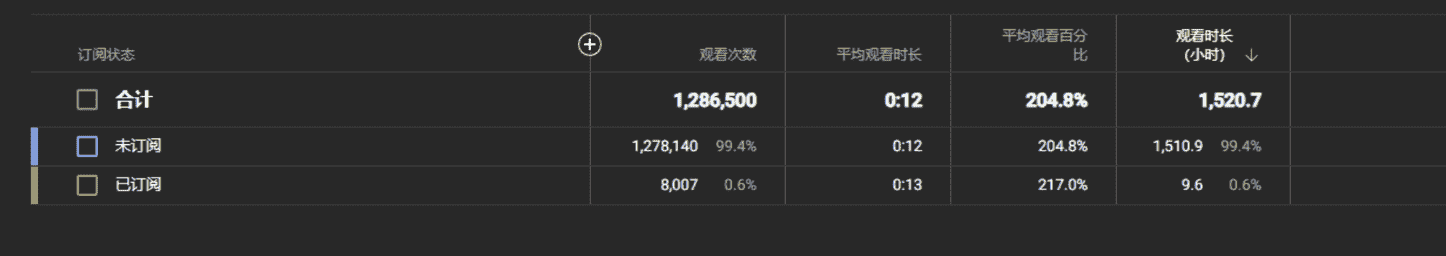 订阅状态 观看次数 平均观看时长 平均观看百分比 观看时长(小时) ↓
合计 1,286,500 0:12 204.8% 1,520.7
未订阅 1,278,140 99.4% 0:12 204.8% 1,510.9 99.4%
已订阅 8,007 0.6% 0:13 217.0% 9.6 0.6%